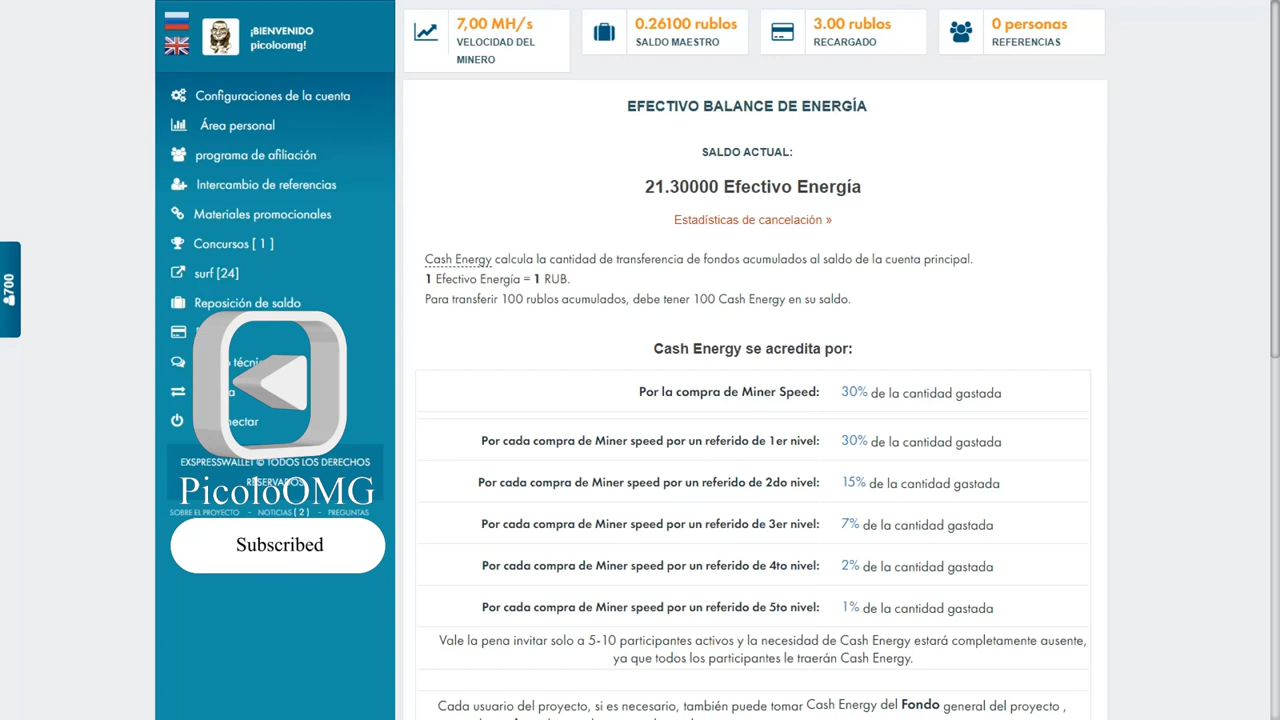 ¡BIENVENIDO
picoloomg!
7,00 MH/s
VELOCIDAD DEL
MINERO
0.26100 rublos
SALDO MAESTRO
3.00 rublos
RECARGADO
0 personas
REFERENCIAS
700
Configuraciones de la cuenta
Área personal
programa de afiliación
Intercambio de referencias
Materiales promocionales
Concursos [ 1 ]
surf [24]
Reposición de saldo
EXSPRESSWALLET © TODOS LOS DERECHOS
RESERVADOS
PicoloOMG
SOBRE EL PROYECTO - NOTICIAS [ 2 ] - PREGUNTAS
Subscribed
EFECTIVO BALANCE DE ENERGÍA
SALDO ACTUAL:
21.30000 Efectivo Energía
Estadísticas de cancelación »
Cash Energy calcula la cantidad de transferencia de fondos acumulados al saldo de la cuenta principal.
1 Efectivo Energía = 1 RUB.
Para transferir 100 rublos acumulados, debe tener 100 Cash Energy en su saldo.
Cash Energy se acredita por:
Por la compra de Miner Speed: 30% de la cantidad gastada
Por cada compra de Miner speed por un referido de 1er nivel: 30% de la cantidad gastada
Por cada compra de Miner speed por un referido de 2do nivel: 15% de la cantidad gastada
Por cada compra de Miner speed por un referido de 3er nivel: 7% de la cantidad gastada
Por cada compra de Miner speed por un referido de 4to nivel: 2% de la cantidad gastada
Por cada compra de Miner speed por un referido de 5to nivel: 1% de la cantidad gastada
Vale la pena invitar solo a 5-10 participantes activos y la necesidad de Cash Energy estará completamente ausente,
ya que todos los participantes le traerán Cash Energy.
Cada usuario del proyecto, si es necesario, también puede tomar Cash Energy del Fondo general del proyecto ,